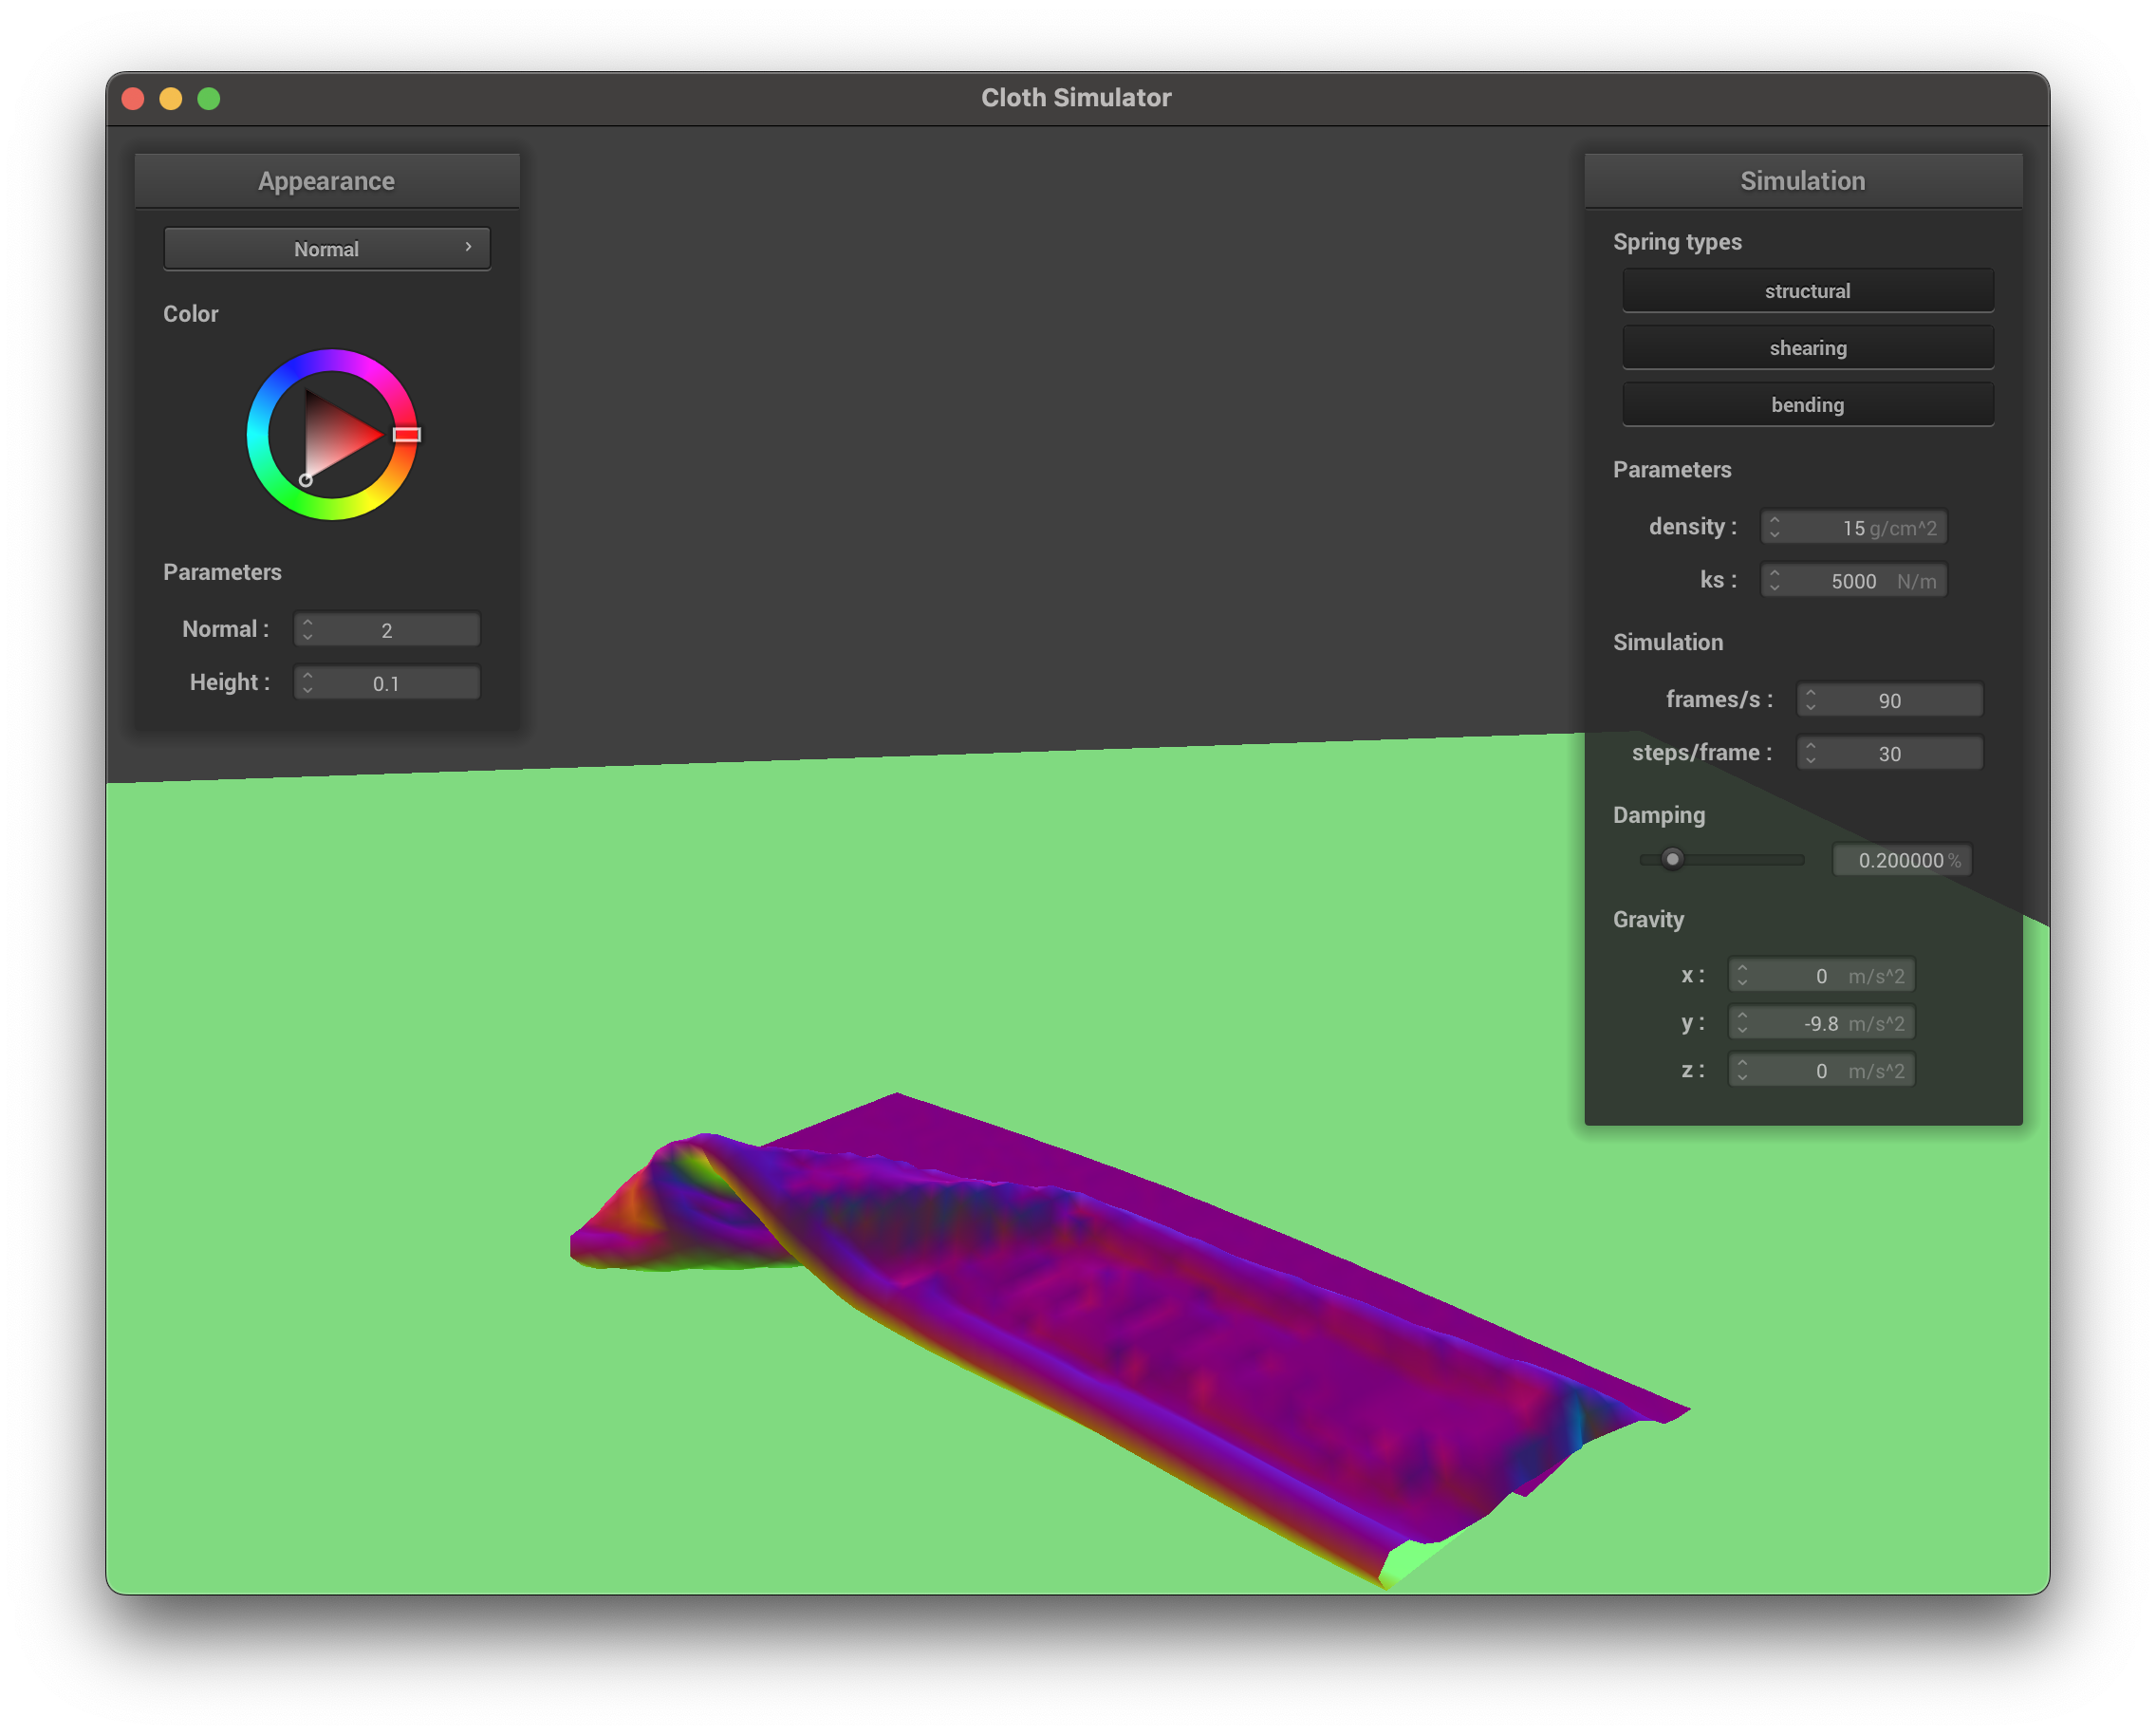 Cloth Simulator
Appearance
Normal
Color
Parameters
Normal : 2
Height : 0.1
Simulation
Spring types
structural
shearing
bending
Parameters
density : 15 g/cm^2
ks : 5000 N/m
Simulation
frames/s : 90
steps/frame : 30
Damping
0.200000 %
Gravity
x : 0 m/s^2
y : -9.8 m/s^2
z : 0 m/s^2